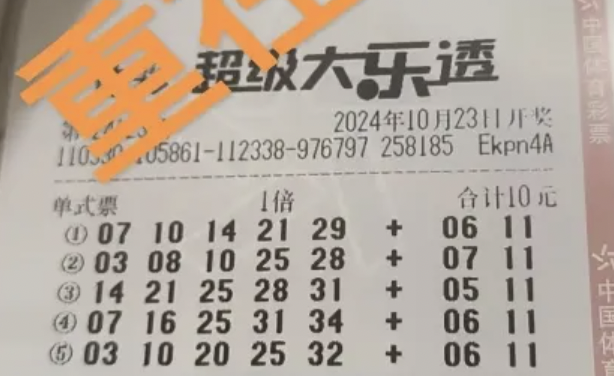 重在
超级大乐透
2024年10月23日开奖
105861-112338-976797 258185 Ekpn4A
单式票 1倍 合计10元
① 07 10 14 21 29 + 06 11
② 03 08 10 25 28 + 07 11
③ 14 21 25 28 31 + 05 11
④ 07 16 25 31 34 + 06 11
⑤ 03 10 20 25 32 + 06 11
中国体育彩票
中国体育